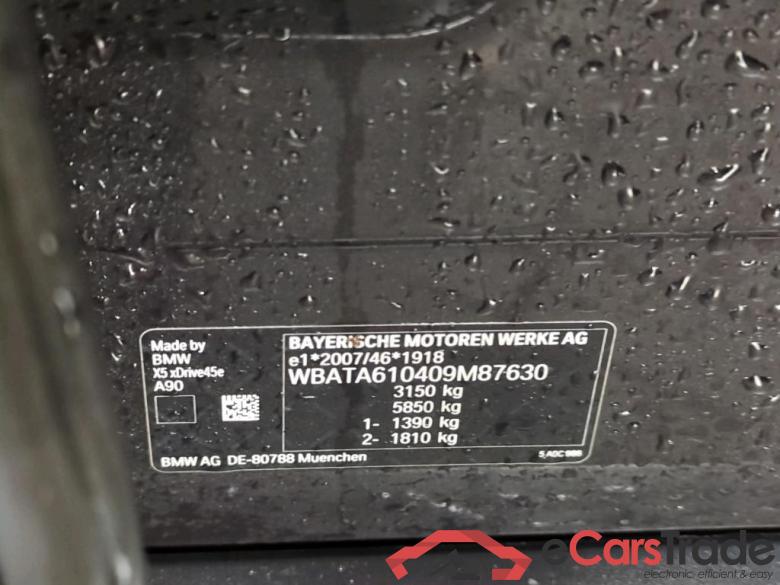 Made by
BMW
X5 xDrive45e
A90
BAYERISCHE MOTOREN WERKE AG
e1*2007/46*1918
WBATA610409M87630
3150 kg
5850 kg
1- 1390 kg
2- 1810 kg
BMW AG DE-80788 Muenchen
eCarstrade
electronic, efficient & easy